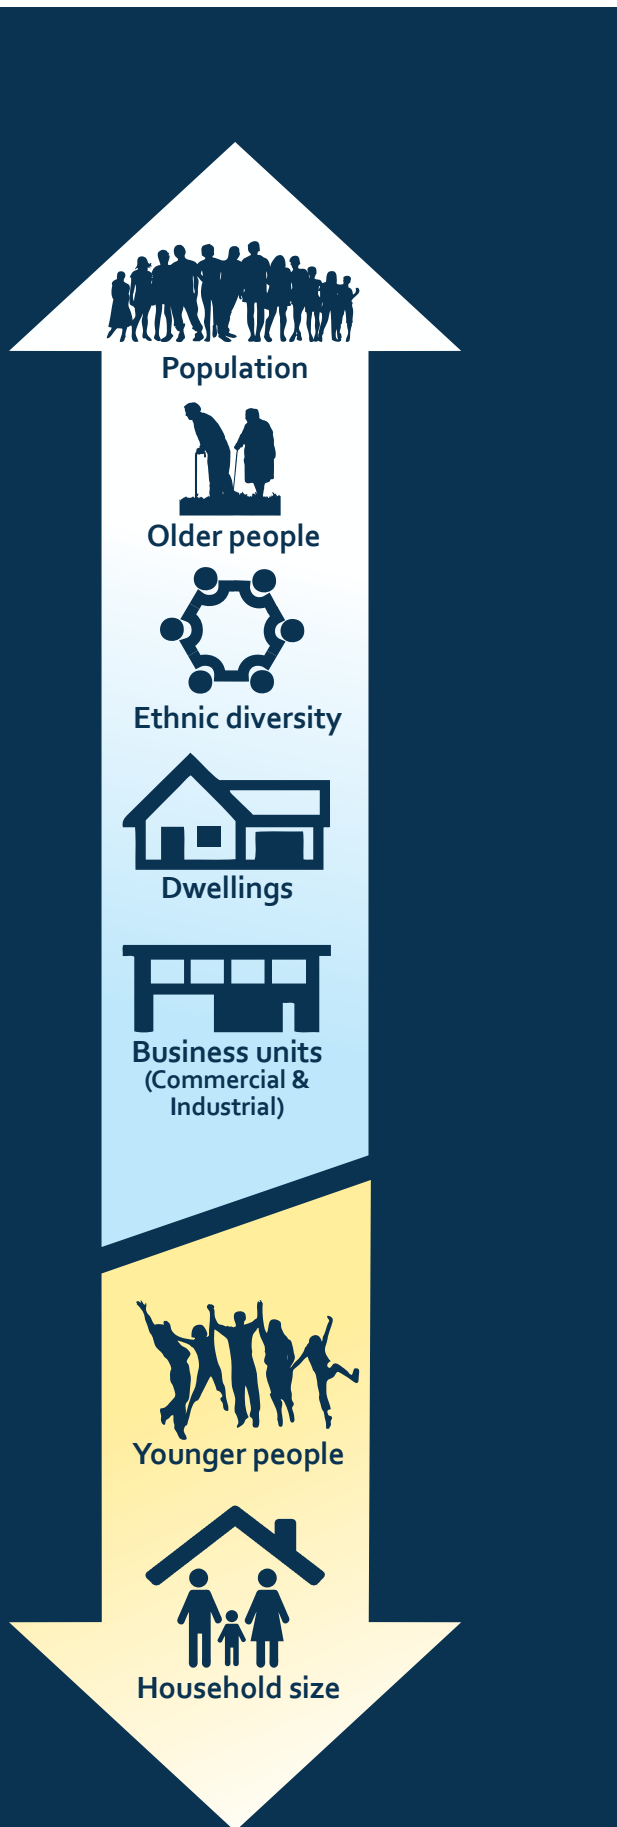 Population
Older people
Ethnic diversity
Dwellings
Business units
(Commercial &
Industrial)
Younger people
Household size